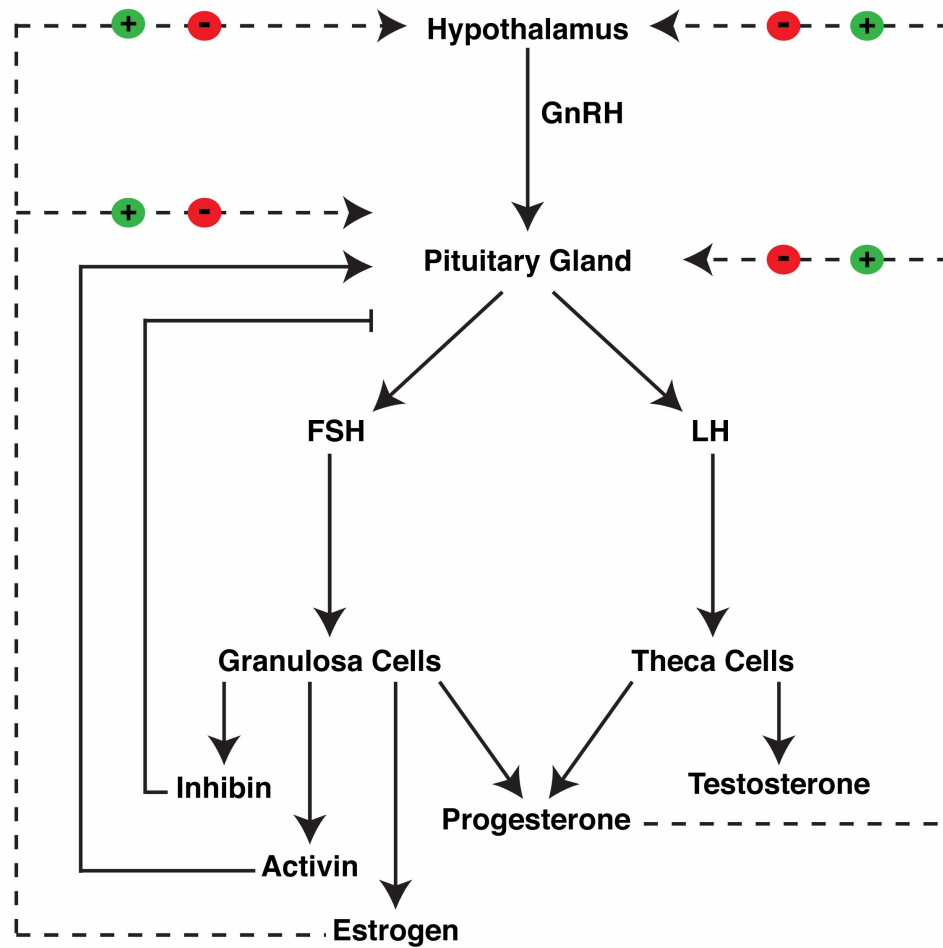 + - Hypothalamus - +
GnRH
+ -
Pituitary Gland - +
FSH LH
Granulosa Cells Theca Cells
Inhibin Testosterone
Progesterone
Activin
Estrogen